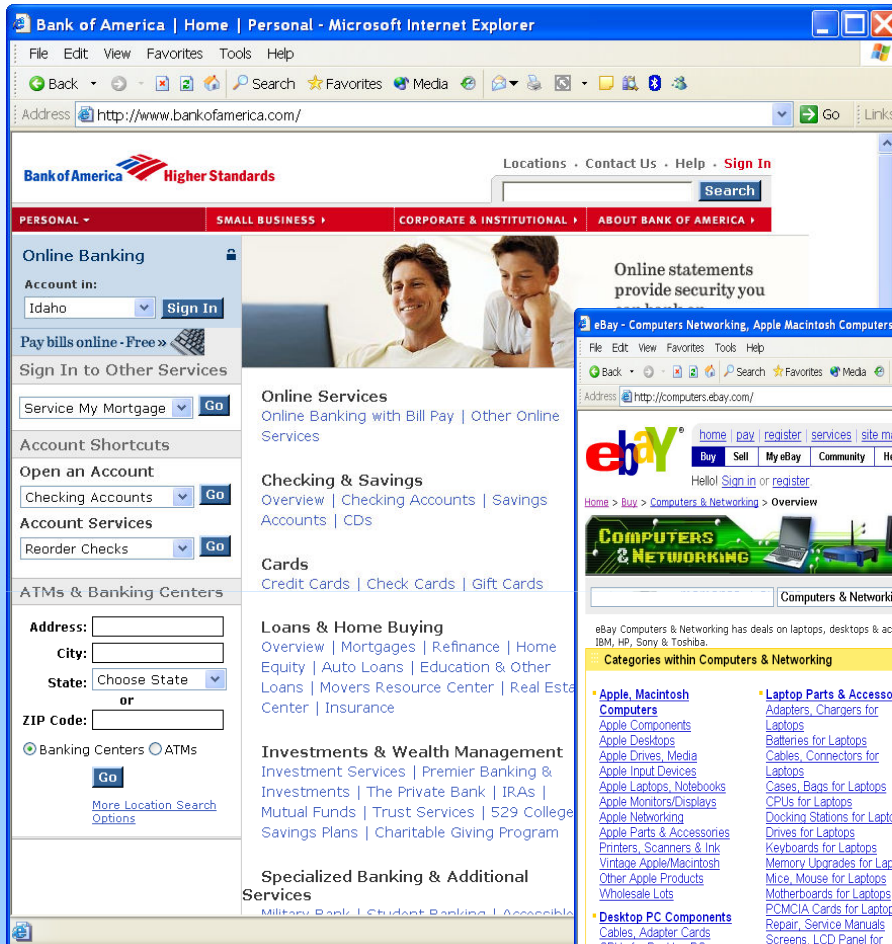 Bank of America | Home | Personal - Microsoft Internet Explorer
File Edit View Favorites Tools Help
Back Search Favorites Media
Address http://www.bankofamerica.com/ Go Links
Bank of America Higher Standards
Locations · Contact Us · Help · Sign In
Search
PERSONAL SMALL BUSINESS CORPORATE & INSTITUTIONAL ABOUT BANK OF AMERICA
Online Banking
Account in:
Idaho Sign In
Pay bills online - Free »
Sign In to Other Services
Service My Mortgage Go
Account Shortcuts
Open an Account
Checking Accounts Go
Account Services
Reorder Checks Go
ATMs & Banking Centers
Address:
City:
State: Choose State
or
ZIP Code:
Banking Centers ATMs
Go
More Location Search
Options
Online statements
provide security you
Online Services
Online Banking with Bill Pay | Other Online
Services
Checking & Savings
Overview | Checking Accounts | Savings
Accounts | CDs
Cards
Credit Cards | Check Cards | Gift Cards
Loans & Home Buying
Overview | Mortgages | Refinance | Home
Equity | Auto Loans | Education & Other
Loans | Movers Resource Center | Real Esta
Center | Insurance
Investments & Wealth Management
Investment Services | Premier Banking &
Investments | The Private Bank | IRAs |
Mutual Funds | Trust Services | 529 College
Savings Plans | Charitable Giving Program
Specialized Banking & Additional
Services
Military Bank | Student Banking | Accessible
eBay - Computers Networking, Apple Macintosh Computers
File Edit View Favorites Tools Help
Back Search Favorites Media
Address http://computers.ebay.com/
ebaY
home | pay | register | services | site ma
Buy Sell My eBay Community He
Hello! Sign in or register.
Home > Buy > Computers & Networking > Overview
COMPUTERS
& NETWORKING
Computers & Networki
eBay Computers & Networking has deals on laptops, desktops & ac
IBM, HP, Sony & Toshiba.
Categories within Computers & Networking
Apple, Macintosh
Computers
Apple Components
Apple Desktops
Apple Drives, Media
Apple Input Devices
Apple Laptops, Notebooks
Apple Monitors/Displays
Apple Networking
Apple Parts & Accessories
Printers, Scanners & Ink
Vintage Apple/Macintosh
Other Apple Products
Wholesale Lots
Desktop PC Components
Cables, Adapter Cards
Laptop Parts & Accesso
Adapters, Chargers for
Laptops
Batteries for Laptops
Cables, Connectors for
Laptops
Cases, Bags for Laptops
CPUs for Laptops
Docking Stations for Lapto
Drives for Laptops
Keyboards for Laptops
Memory Upgrades for Lap
Mice, Mouse for Laptops
Motherboards for Laptops
PCMCIA Cards for Laptop
Repair, Service Manuals
Screens, LCD Panel for